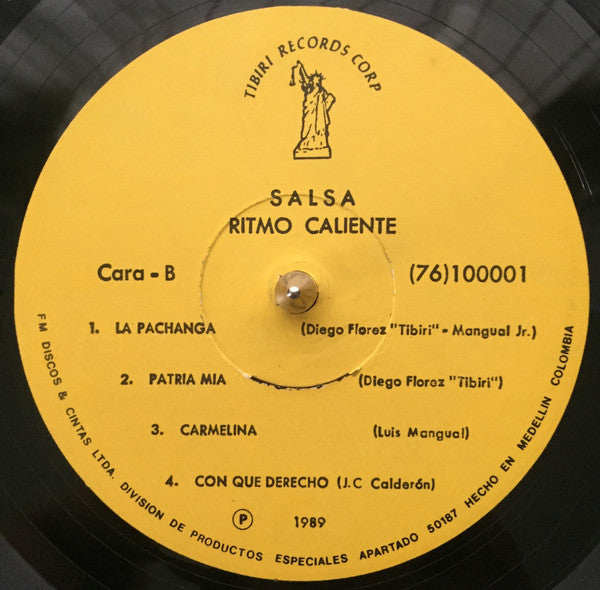 TIBIRI RECORDS CORP
SALSA
RITMO CALIENTE
Cara - B
(76)100001
1. LA PACHANGA (Diego Florez "Tibiri" - Mangual Jr.)
2. PATRIA MIA (Diego Florez "Tibiri")
3. CARMELINA (Luis Mangual)
4. CON QUE DERECHO (J.C Calderón)
P 1989
FM DISCOS & CINTAS LTDA. DIVISION DE PRODUCTOS ESPECIALES APARTADO 50187 HECHO EN MEDELLIN COLOMBIA